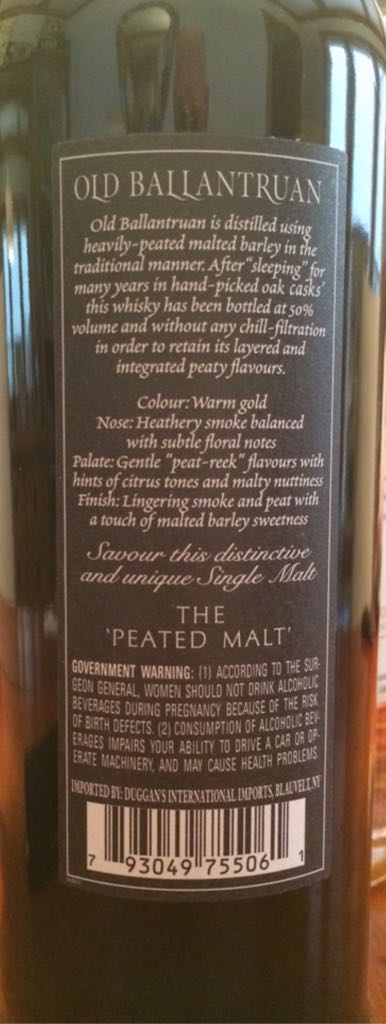 OLD BALLANTRUAN
Old Ballantruan is distilled using
heavily-peated malted barley in the
traditional manner. After "sleeping" for
many years in hand-picked oak casks'
this whisky has been bottled at 50%
volume and without any chill-filtration
in order to retain its layered and
integrated peaty flavours.
Colour: Warm gold
Nose: Heathery smoke balanced
with subtle floral notes
Palate: Gentle "peat-reek" flavours with
hints of citrus tones and malty nuttiness
Finish: Lingering smoke and peat with
a touch of malted barley sweetness
Savour this distinctive
and unique Single Malt
THE
'PEATED MALT'
GOVERNMENT WARNING: (1) ACCORDING TO THE SUR-
GEON GENERAL, WOMEN SHOULD NOT DRINK ALCOHOLIC
BEVERAGES DURING PREGNANCY BECAUSE OF THE RISK
OF BIRTH DEFECTS. (2) CONSUMPTION OF ALCOHOLIC BEV-
ERAGES IMPAIRS YOUR ABILITY TO DRIVE A CAR OR OP-
ERATE MACHINERY, AND MAY CAUSE HEALTH PROBLEMS.
IMPORTED BY: DUGGAN'S INTERNATIONAL IMPORTS, BLAUVELT, NY
7 93049 75506 1